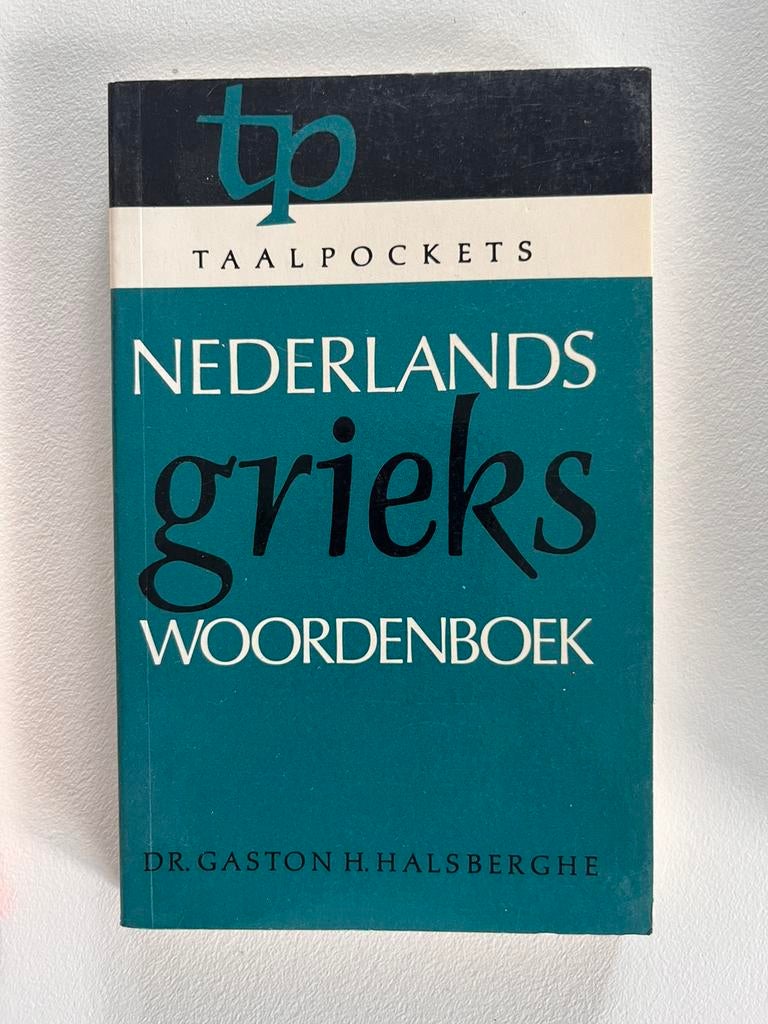 tp
TAALPOCKETS
NEDERLANDS
grieks
WOORDENBOEK
DR. GASTON H. HALSBERGHE